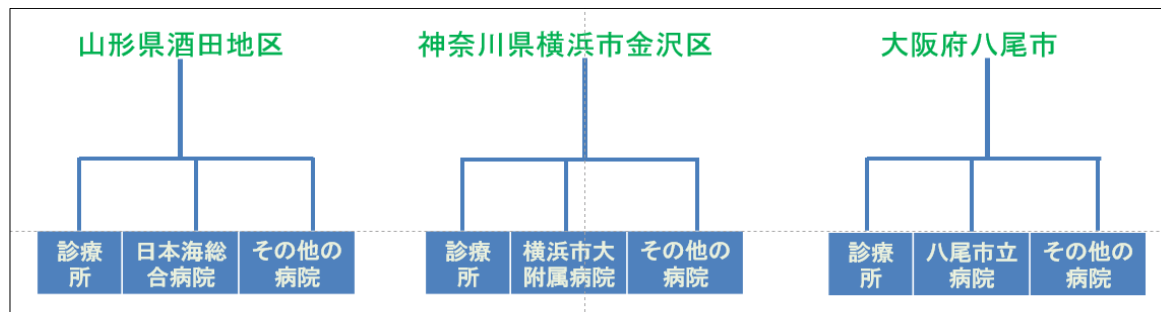 山形県酒田地区
神奈川県横浜市金沢区
大阪府八尾市
診療
所
日本海総
合病院
その他の
病院
診療
所
横浜市大
附属病院
その他の
病院
診療
所
八尾市立
病院
その他の
病院